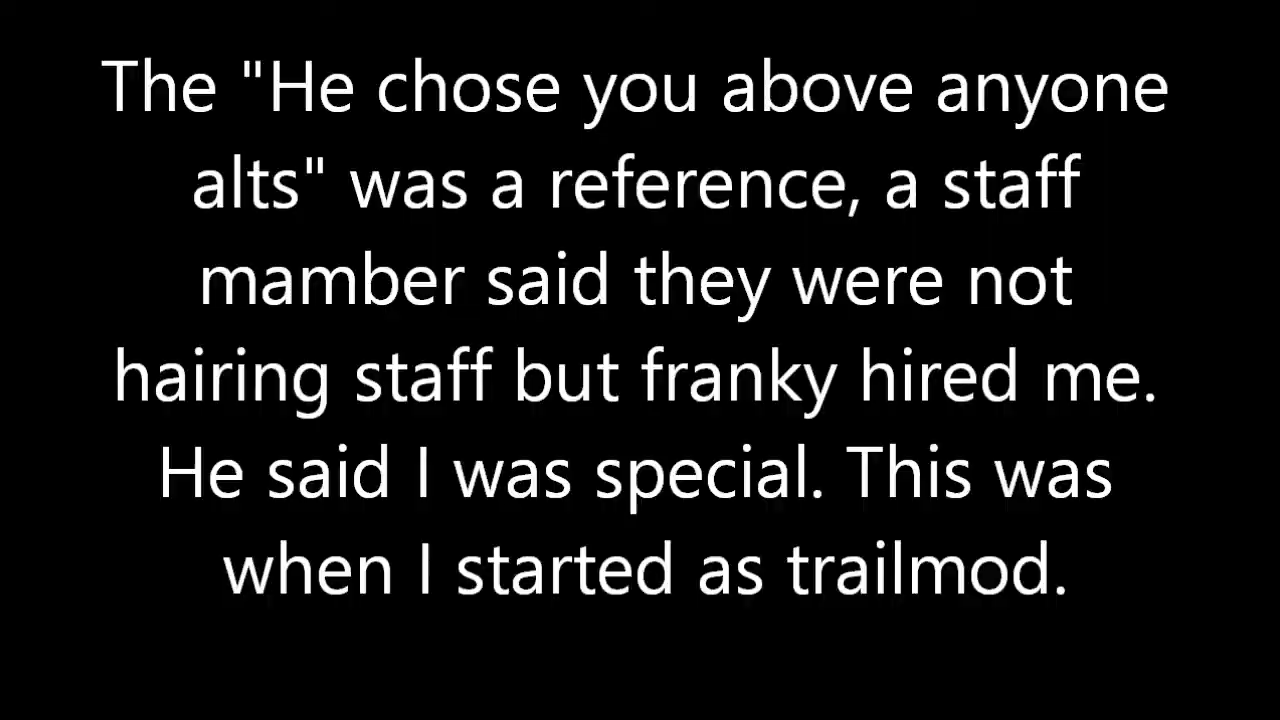 The "He chose you above anyone
alts" was a reference, a staff
mamber said they were not
hairing staff but franky hired me.
He said I was special. This was
when I started as trailmod.